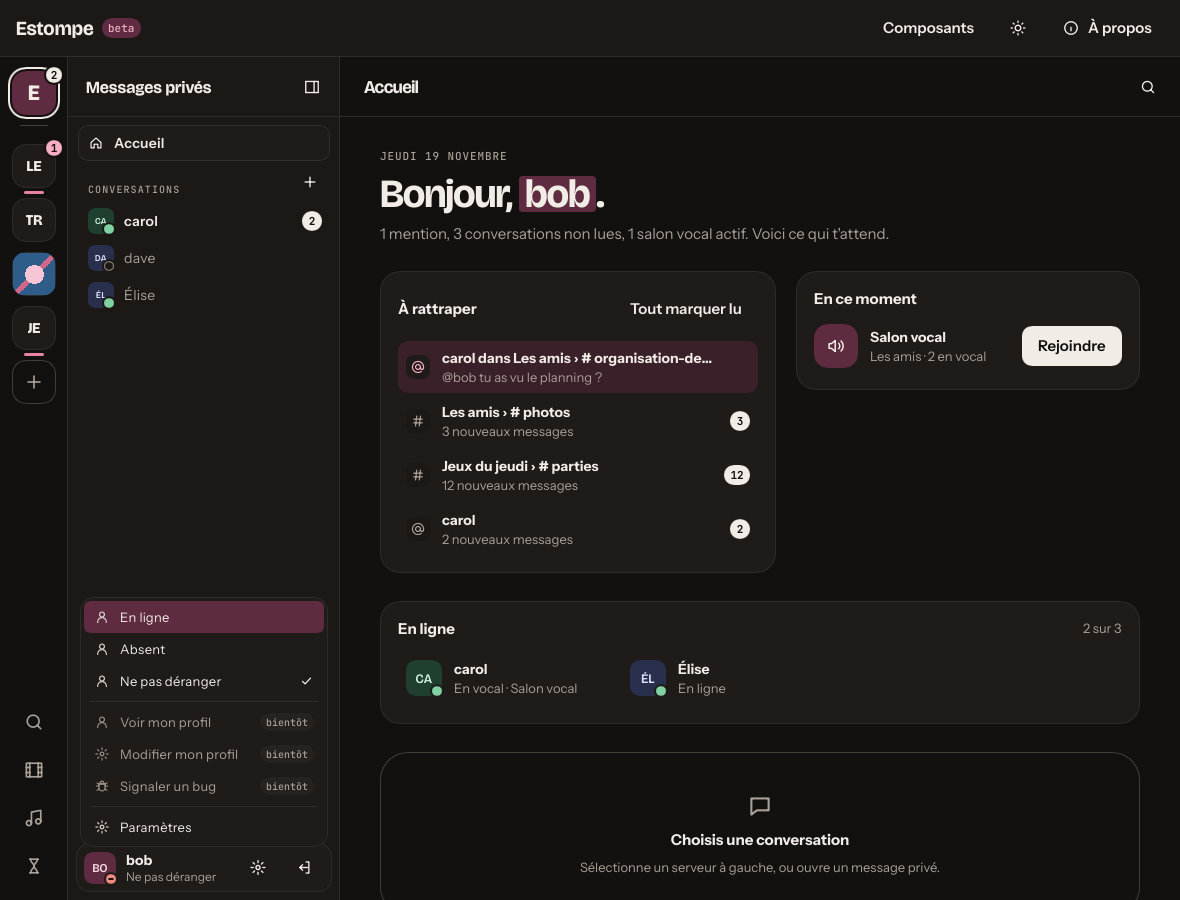 Estompe beta
Composants
À propos
E 2
LE 1
TR
JE
Messages privés
Accueil
CONVERSATIONS
CA carol 2
DA dave
ÉL Élise
En ligne
Absent
Ne pas déranger
Voir mon profil bientôt
Modifier mon profil bientôt
Signaler un bug bientôt
Paramètres
BO bob
Ne pas déranger
Accueil
JEUDI 19 NOVEMBRE
Bonjour, bob.
1 mention, 3 conversations non lues, 1 salon vocal actif. Voici ce qui t'attend.
À rattraper Tout marquer lu
@ carol dans Les amis › # organisation-de…
@bob tu as vu le planning ?
# Les amis › # photos 3
3 nouveaux messages
# Jeux du jeudi › # parties 12
12 nouveaux messages
@ carol 2
2 nouveaux messages
En ce moment
Salon vocal
Les amis · 2 en vocal
Rejoindre
En ligne 2 sur 3
CA carol
En vocal · Salon vocal
ÉL Élise
En ligne
Choisis une conversation
Sélectionne un serveur à gauche, ou ouvre un message privé.